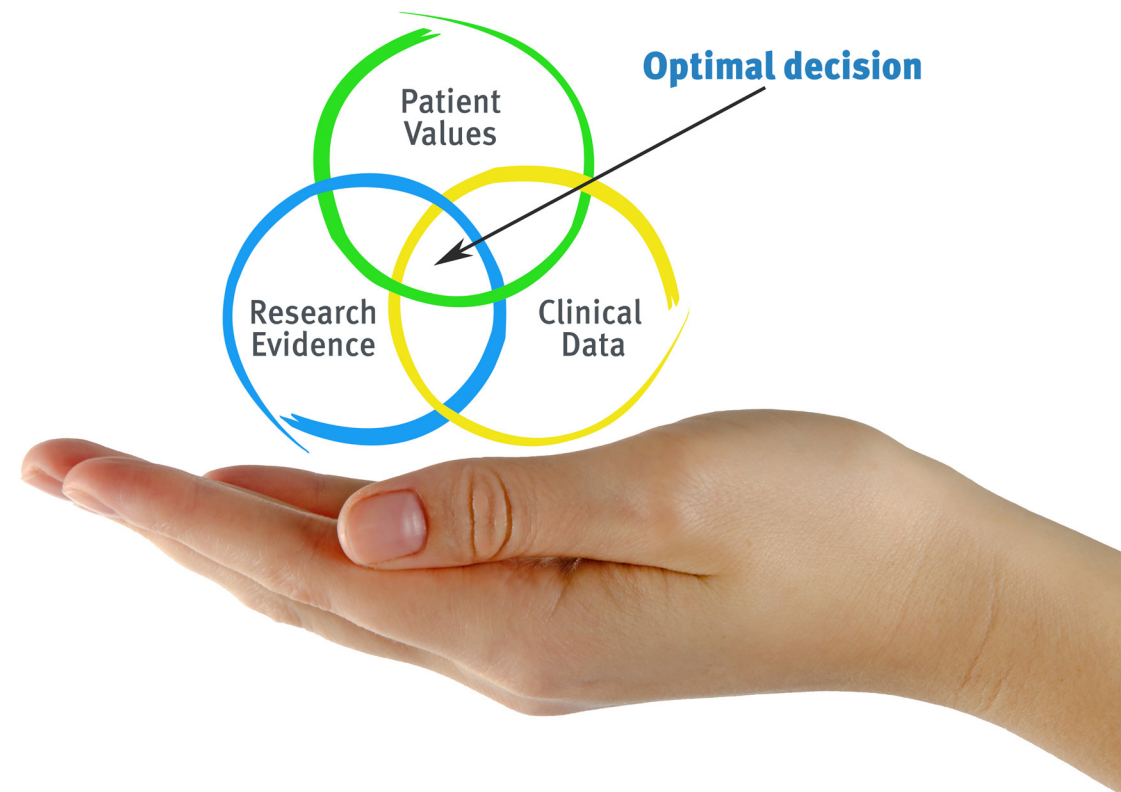 Optimal decision
Patient
Values
Research
Evidence
Clinical
Data